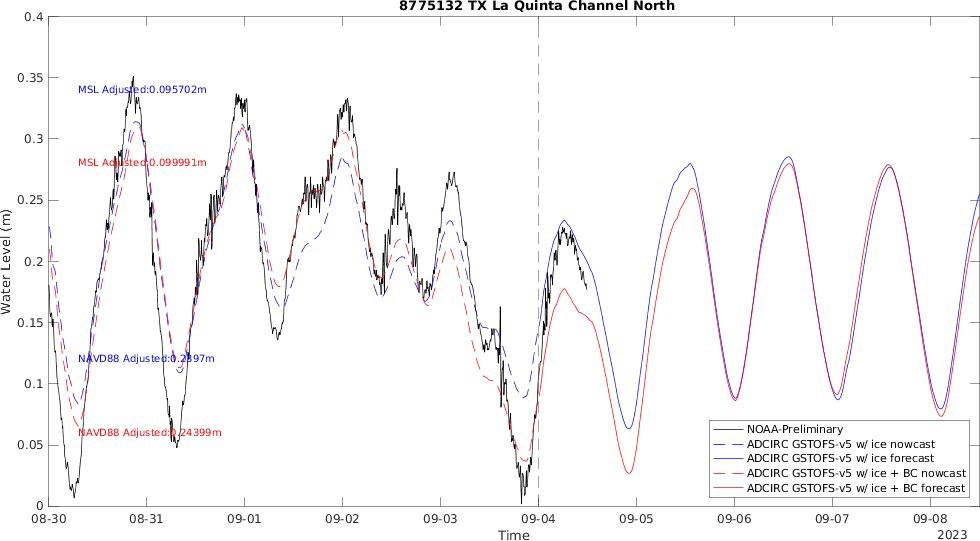 8775132 TX La Quinta Channel North
0.4
0.35
MSL Adjusted:0.095702m
0.3
MSL Adjusted:0.099991m
0.25
0.2
Water Level (m)
0.15
NAVD88 Adjusted:0.2397m
0.1
NAVD88 Adjusted:0.24399m
0.05
0
NOAA-Preliminary
ADCIRC GSTOFS-v5 w/ ice nowcast
ADCIRC GSTOFS-v5 w/ ice forecast
ADCIRC GSTOFS-v5 w/ ice + BC nowcast
ADCIRC GSTOFS-v5 w/ ice + BC forecast
08-30 08-31 09-01 09-02 09-03 09-04 09-05 09-06 09-07 09-08
Time
2023